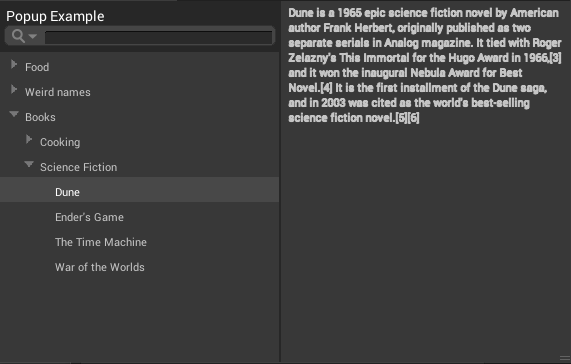 Popup Example
Food
Weird names
Books
Cooking
Science Fiction
Dune
Ender's Game
The Time Machine
War of the Worlds
Dune is a 1965 epic science fiction novel by American
author Frank Herbert, originally published as two
separate serials in Analog magazine. It tied with Roger
Zelazny's This Immortal for the Hugo Award in 1966,[3]
and it won the inaugural Nebula Award for Best
Novel.[4] It is the first installment of the Dune saga,
and in 2003 was cited as the world's best-selling
science fiction novel.[5][6]